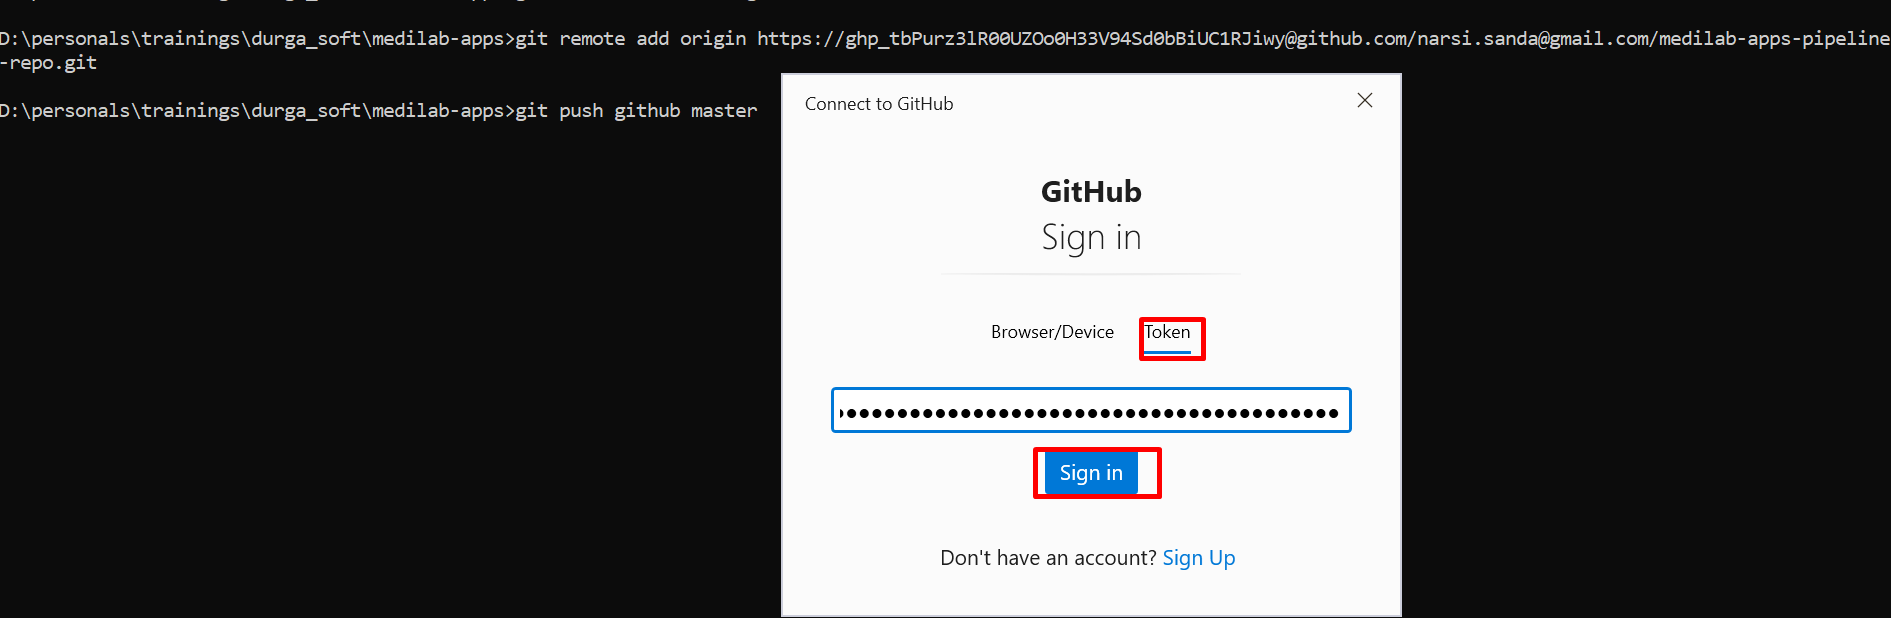 D:\personals\trainings\durga_soft\medilab-apps>git remote add origin https://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@github.com/narsi.sanda@gmail.com/medilab-apps-pipeline
-repo.git
D:\personals\trainings\durga_soft\medilab-apps>git push github master
Connect to GitHub
GitHub
Sign in
Browser/Device Token
Sign in
Don't have an account? Sign Up